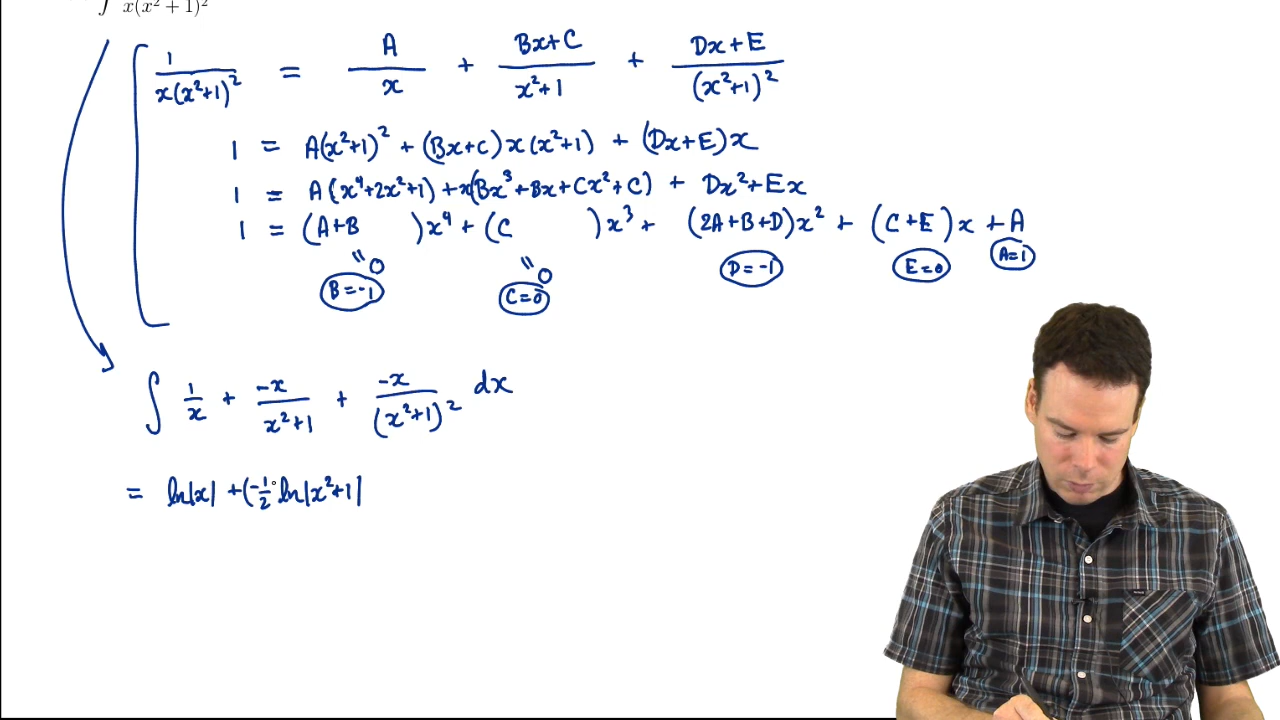 ∫ x(x² + 1)²
1/(x(x²+1)²) = A/x + (Bx+C)/(x²+1) + (Dx+E)/(x²+1)²
1 = A(x²+1)² + (Bx+C)x(x²+1) + (Dx+E)x
1 = A(x⁴+2x²+1) + x(Bx³+Bx+Cx²+C) + Dx²+Ex
1 = (A+B )x⁴ + (C )x³ + (2A+B+D)x² + (C+E)x + A
" 0 " 0 D=-1 E=0 A=1
B=-1 C=0
∫ 1/x + -x/(x²+1) + -x/(x²+1)² dx
= ln|x| + (-1/2 · ln|x²+1|